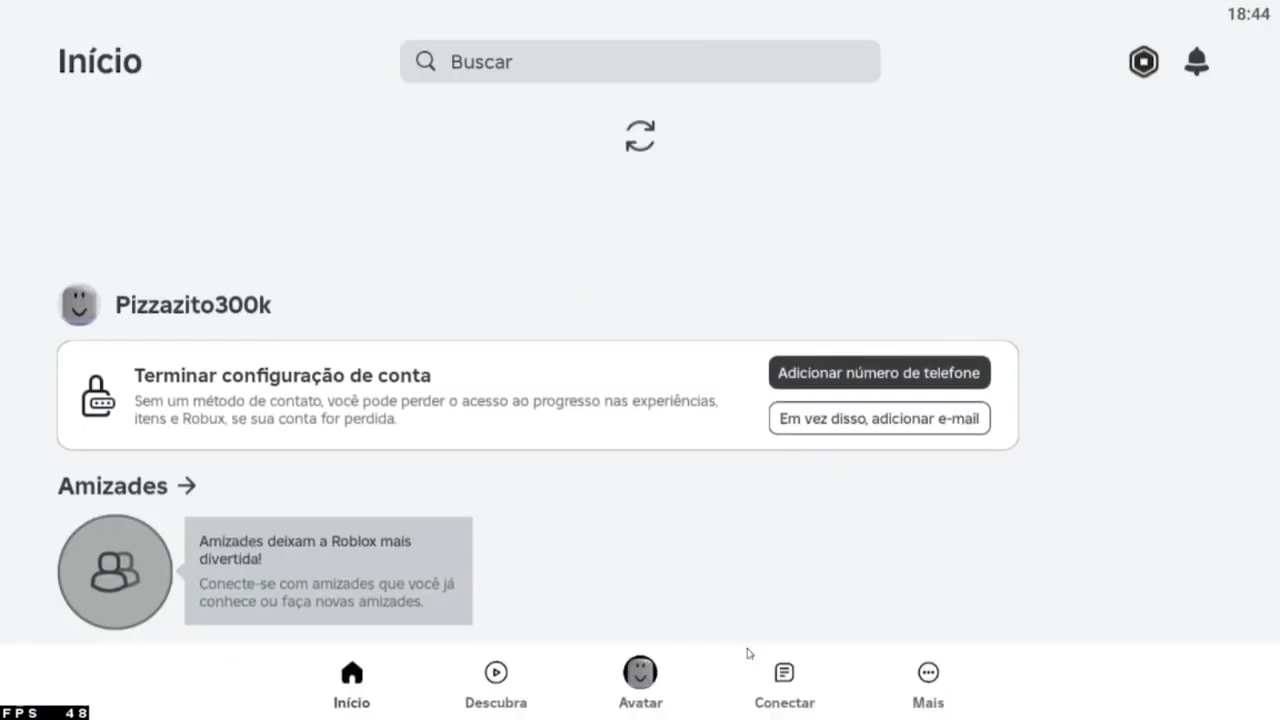 18:44
Início
Buscar
Pizzazito300k
Terminar configuração de conta
Sem um método de contato, você pode perder o acesso ao progresso nas experiências,
itens e Robux, se sua conta for perdida.
Adicionar número de telefone
Em vez disso, adicionar e-mail
Amizades
Amizades deixam a Roblox mais
divertida!
Conecte-se com amizades que você já
conhece ou faça novas amizades.
Início
Descubra
Avatar
Conectar
Mais
FPS 48